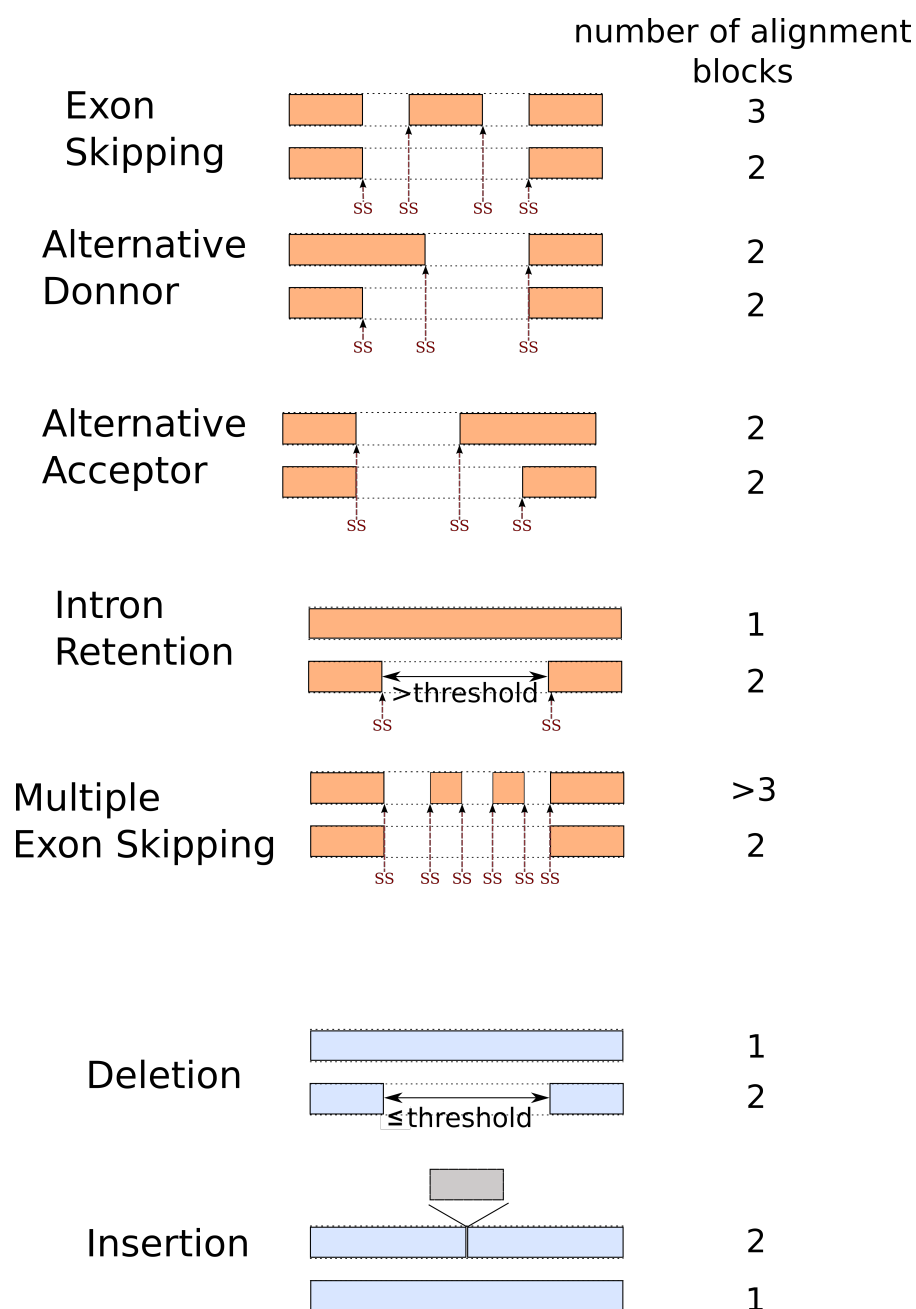 number of alignment
blocks
Exon
Skipping
3
2
SS SS SS SS
Alternative
Donnor
2
2
SS SS SS
Alternative
Acceptor
2
2
SS SS SS
Intron
Retention
1
2
>threshold
SS SS
Multiple
Exon Skipping
>3
2
SS SS SS SS SS SS
Deletion
1
2
≤threshold
Insertion
2
1